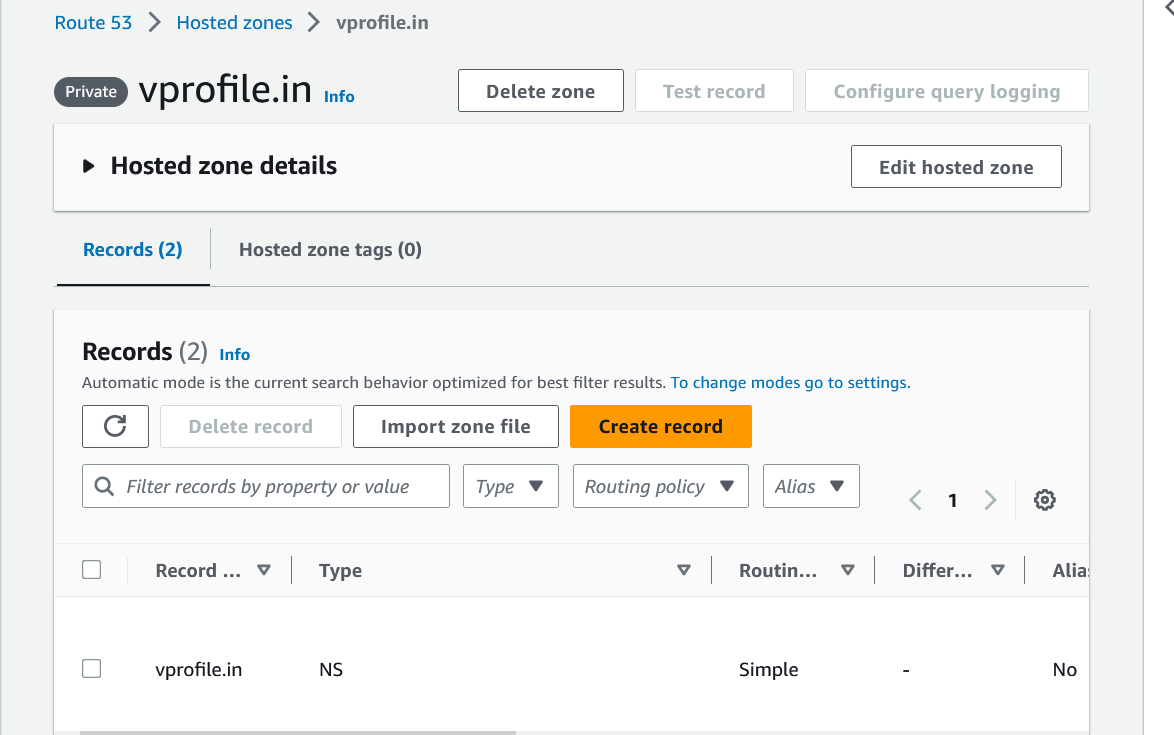 Route 53 > Hosted zones > vprofile.in
Private vprofile.in Info Delete zone Test record Configure query logging
Hosted zone details Edit hosted zone
Records (2) Hosted zone tags (0)
Records (2) Info
Automatic mode is the current search behavior optimized for best filter results. To change modes go to settings.
Delete record Import zone file Create record
Filter records by property or value Type Routing policy Alias 1
Record ... Type Routin... Differ... Alia
vprofile.in NS Simple - No